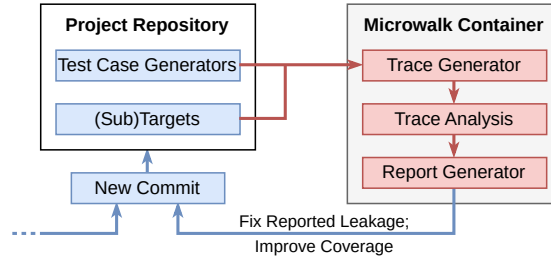 Project Repository
Test Case Generators
(Sub)Targets
New Commit
Microwalk Container
Trace Generator
Trace Analysis
Report Generator
Fix Reported Leakage;
Improve Coverage